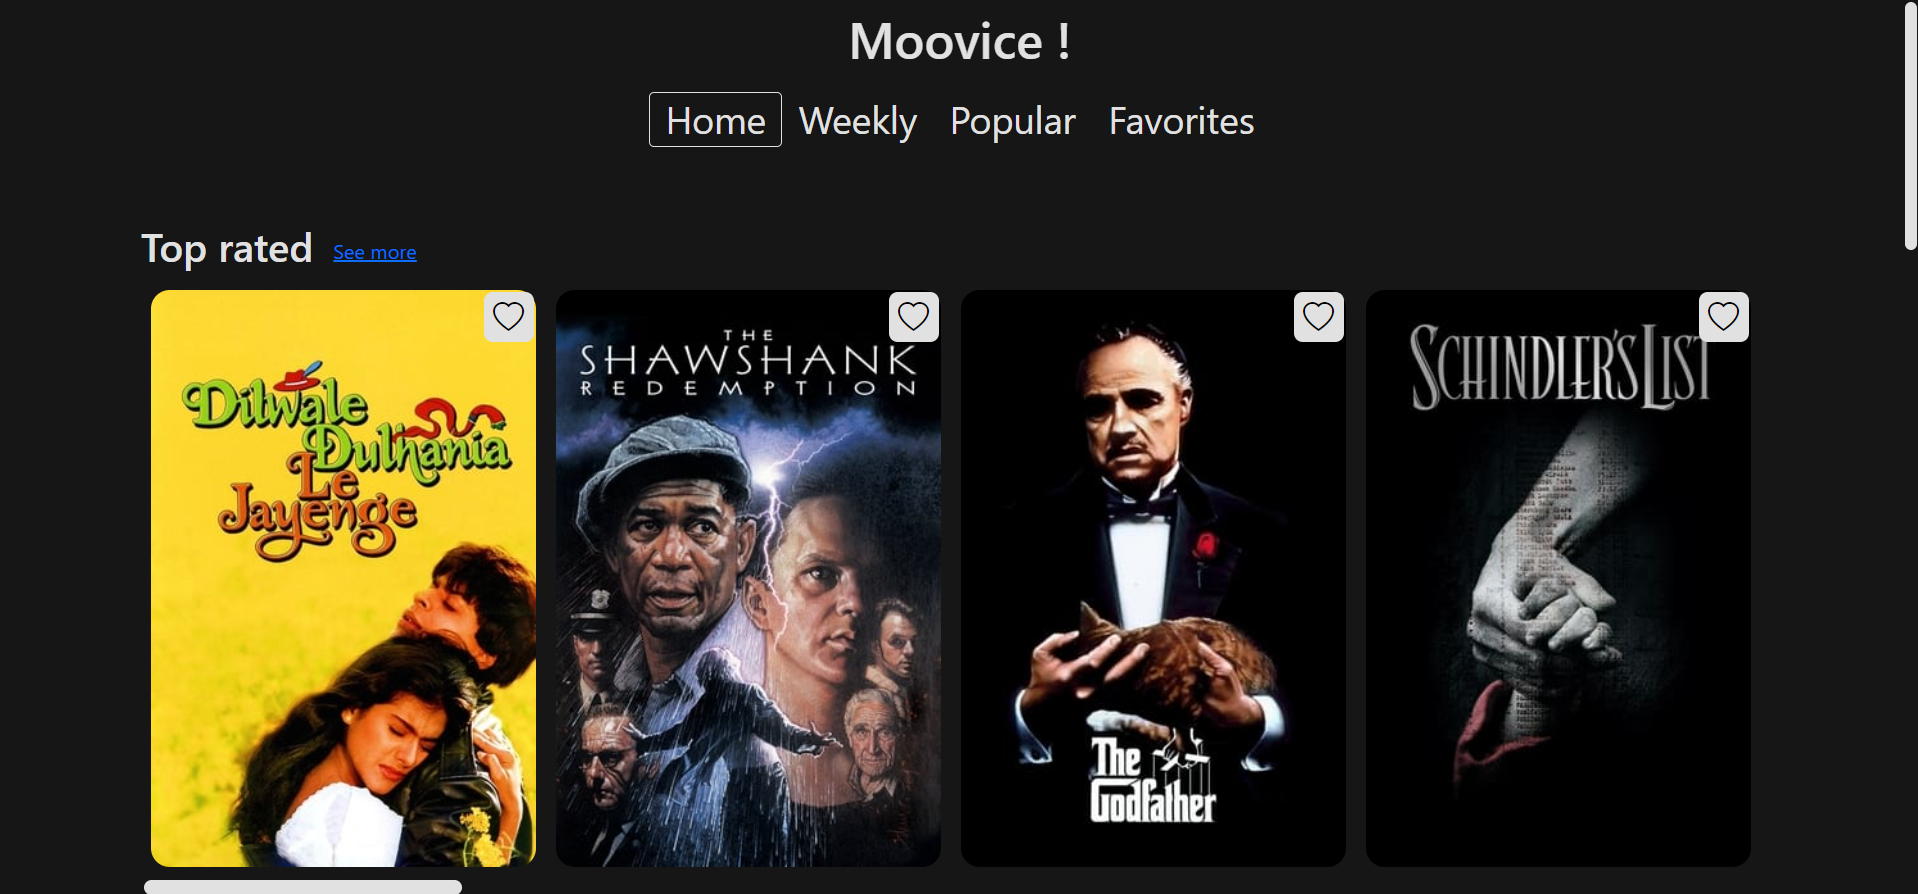 Moovice !
Home Weekly Popular Favorites
Top rated See more
Dilwale
Dulhania
Le
Jayenge
THE
SHAWSHANK
REDEMPTION
The
Godfather
SCHINDLER'S LIST